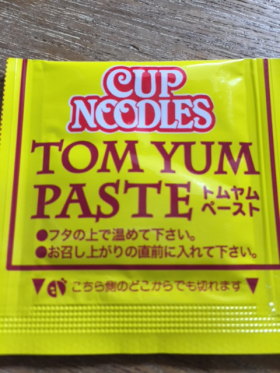 CUP
NOODLES
TOM YUM
PASTE トムヤム
ペースト
●フタの上で温めて下さい。
●お召し上がりの直前に入れて下さい。
▼ こちら側のどこからでも切れます▼